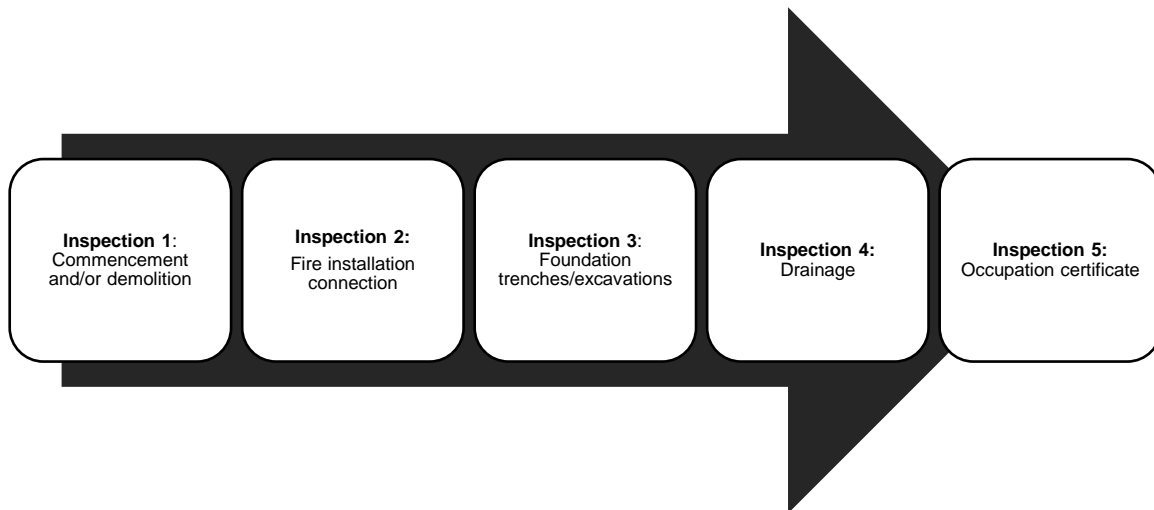 Inspection 1:
Commencement
and/or demolition
Inspection 2:
Fire installation
connection
Inspection 3:
Foundation
trenches/excavations
Inspection 4:
Drainage
Inspection 5:
Occupation certificate